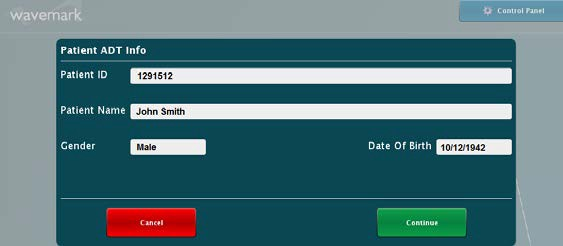 wavemark
Control Panel
Patient ADT Info
Patient ID 1291512
Patient Name John Smith
Gender Male Date Of Birth 10/12/1942
Cancel Continue